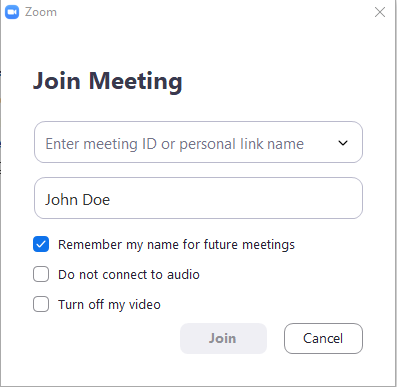 Zoom
Join Meeting
Enter meeting ID or personal link name
John Doe
Remember my name for future meetings
Do not connect to audio
Turn off my video
Join Cancel